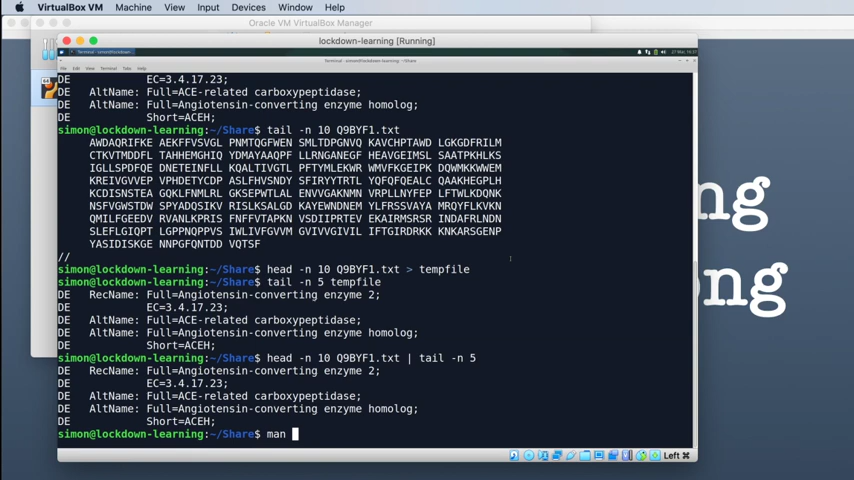 VirtualBox VM Machine View Input Devices Window Help
Oracle VM VirtualBox Manager
lockdown-learning [Running]
File Edit View Terminal Tabs Help
DE EC=3.4.17.23;
DE AltName: Full=ACE-related carboxypeptidase;
DE AltName: Full=Angiotensin-converting enzyme homolog;
DE Short=ACEH;
simon@lockdown-learning:~/Share$ tail -n 10 Q9BYF1.txt
AWDAQRIFKE AEKFFVSVGL PNMTQGFWEN SMLTDPGNVQ KAVCHPTAWD LGKGDFRILM
CTKVTMDDFL TAHHEMGHIQ YDMAYAAQPF LLRNGANEGF HEAVGEIMSL SAATPKHLKS
IGLLSPDFQE DNETEINFLL KQALTIVGTL PFTYMLEKWR WMVFKGEIPK DQWMKKWWEM
KREIVGVVEP VPHDETYCDP ASLFHVSNDY SFIRYYTRTL YQFQFQEALC QAAKHEGPLH
KCDISNSTEA GQKLFNMLRL GKSEPWTLAL ENVVGAKNMN VRPLLNYFEP LFTWLKDQNK
NSFVGWSTDW SPYADQSIKV RISLKSALGD KAYEWNDNEM YLFRSSVAYA MRQYFLKVKN
QMILFGEEDV RVANLKPRIS FNFFVTAPKN VSDIIPRTEV EKAIRMSRSR INDAFRLNDN
SLEFLGIQPT LGPPNQPPVS IWLIVFGVVM GVIVVGIVIL IFTGIRDRKK KNKARSGENP
YASIDISKGE NNPGFQNTDD VQTSF
//
simon@lockdown-learning:~/Share$ head -n 10 Q9BYF1.txt > tempfile
simon@lockdown-learning:~/Share$ tail -n 5 tempfile
DE RecName: Full=Angiotensin-converting enzyme 2;
DE EC=3.4.17.23;
DE AltName: Full=ACE-related carboxypeptidase;
DE AltName: Full=Angiotensin-converting enzyme homolog;
DE Short=ACEH;
simon@lockdown-learning:~/Share$ head -n 10 Q9BYF1.txt | tail -n 5
DE RecName: Full=Angiotensin-converting enzyme 2;
DE EC=3.4.17.23;
DE AltName: Full=ACE-related carboxypeptidase;
DE AltName: Full=Angiotensin-converting enzyme homolog;
DE Short=ACEH;
simon@lockdown-learning:~/Share$ man
Left ⌘
ng
ong